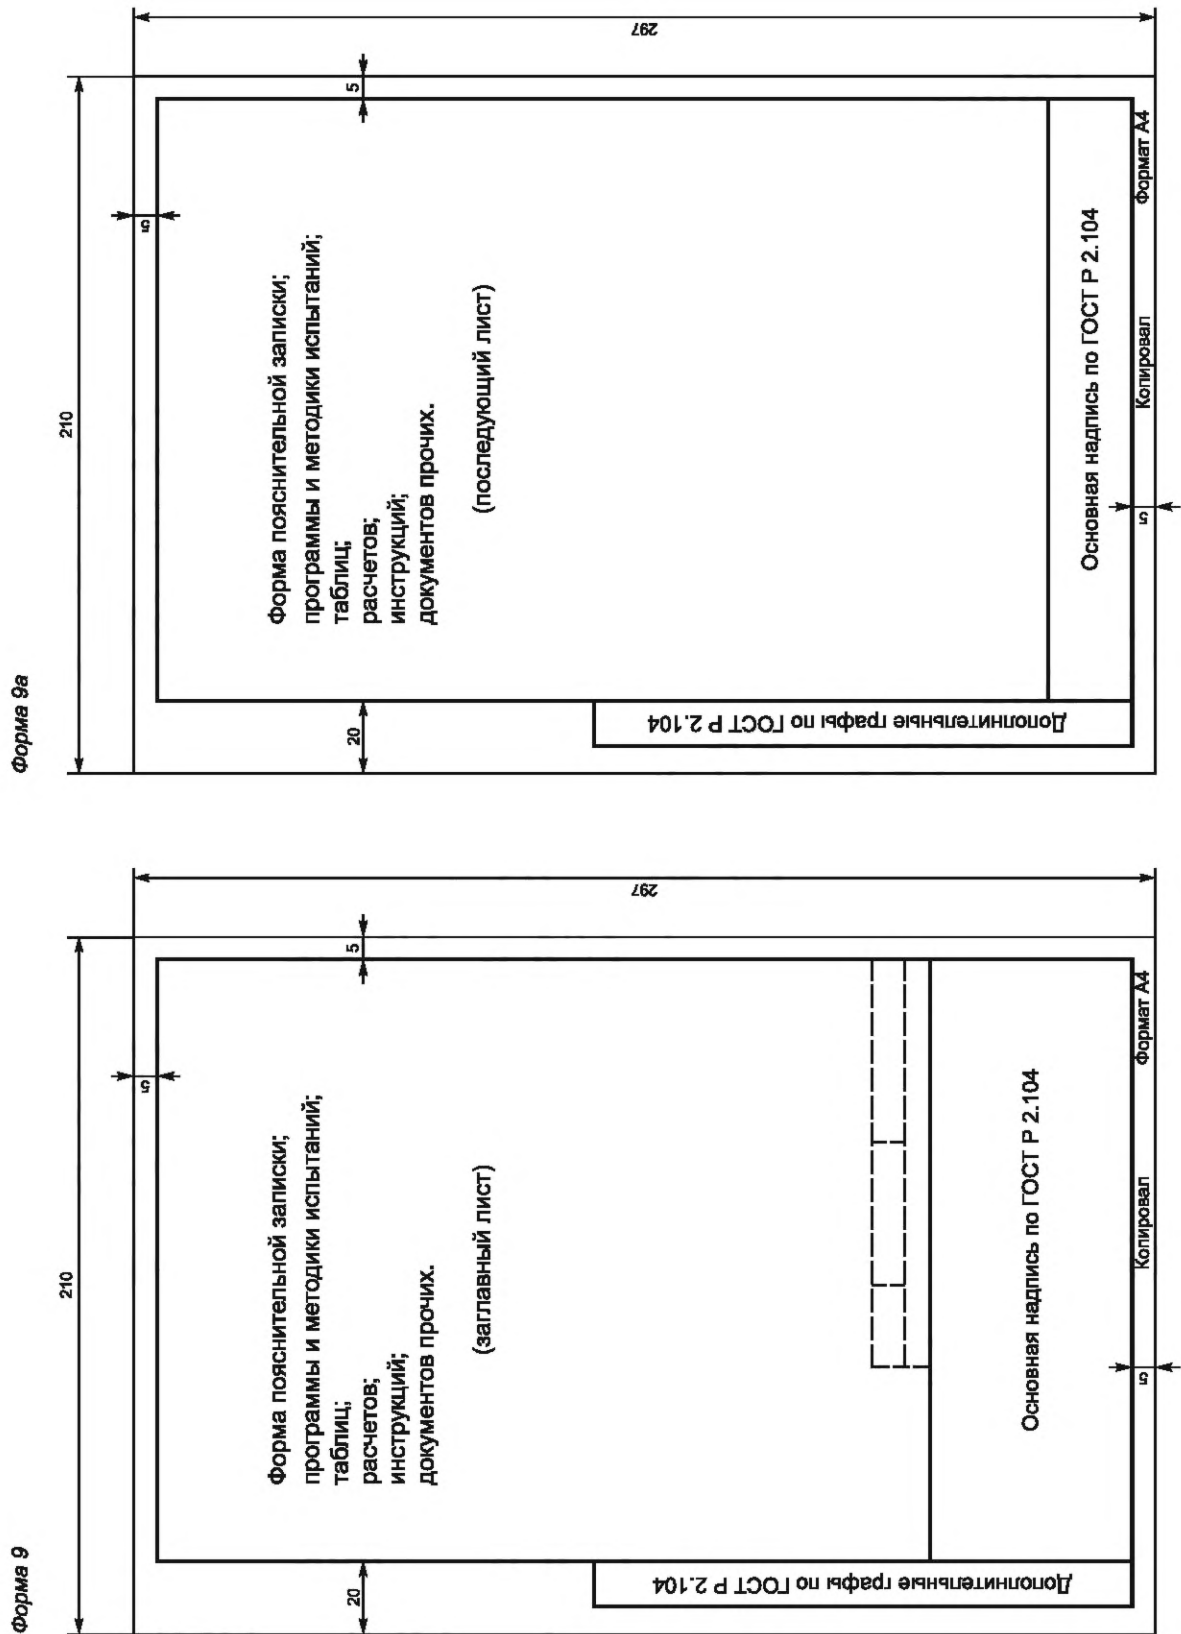 Форма 9
210
20
5
5
297
Форма пояснительной записки;
программы и методики испытаний;
таблиц;
расчетов;
инструкций;
документов прочих.
(заглавный лист)
Дополнительные графы по ГОСТ Р 2.104
Основная надпись по ГОСТ Р 2.104
5
Копировал
Формат А4
Форма 9а
210
20
5
5
297
Форма пояснительной записки;
программы и методики испытаний;
таблиц;
расчетов;
инструкций;
документов прочих.
(последующий лист)
Дополнительные графы по ГОСТ Р 2.104
Основная надпись по ГОСТ Р 2.104
5
Копировал
Формат А4